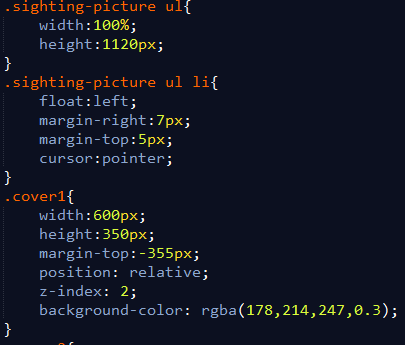 .sighting-picture ul{
width:100%;
height:1120px;
}
.sighting-picture ul li{
float:left;
margin-right:7px;
margin-top:5px;
cursor:pointer;
}
.cover1{
width:600px;
height:350px;
margin-top:-355px;
position: relative;
z-index: 2;
background-color: rgba(178,214,247,0.3);
}